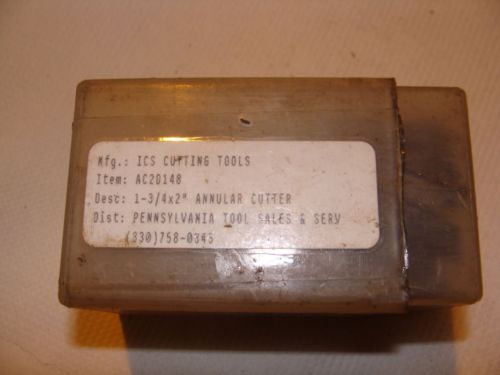 Mfg.: ICS CUTTING TOOLS
Item: AC20148
Desc: 1-3/4x2" ANNULAR CUTTER
Dist: PENNSYLVANIA TOOL SALES & SERV
(330)758-0345